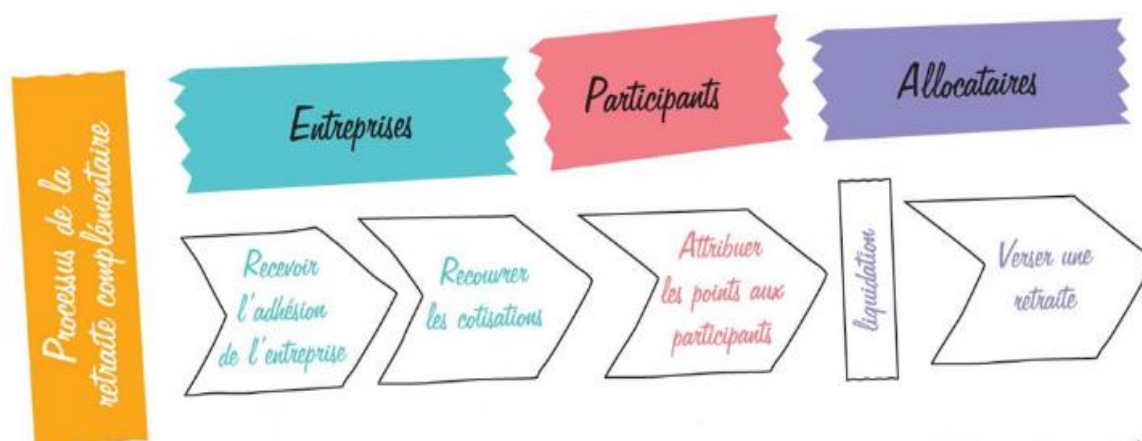 Processus de la
retraite complémentaire
Entreprises
Participants
Allocataires
Recevoir
l'adhésion
de l'entreprise
Recouvrer
les cotisations
Attribuer
les points aux
participants
liquidation
Verser une
retraite